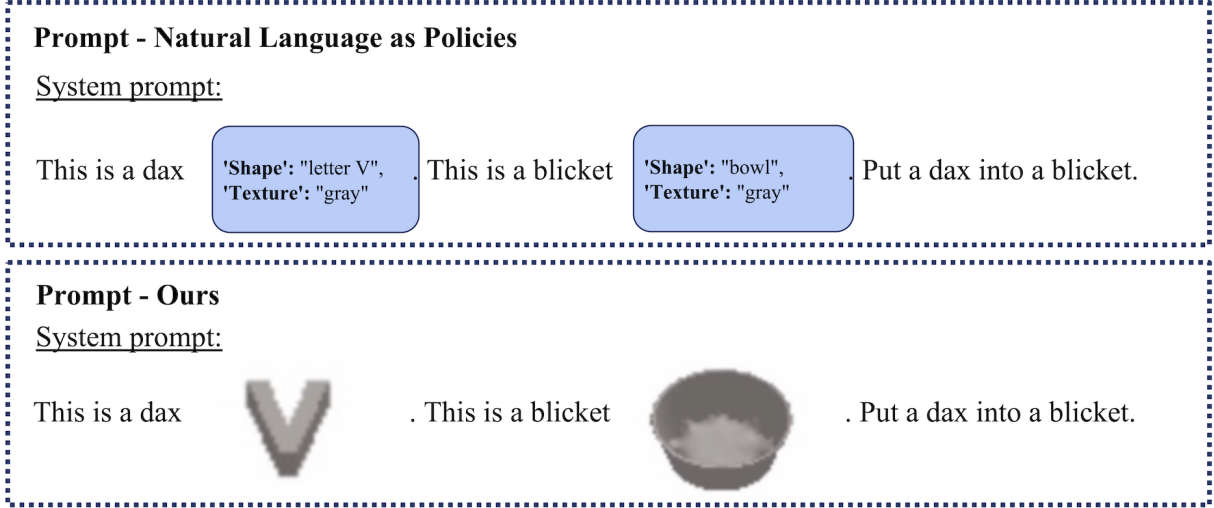 Prompt - Natural Language as Policies
System prompt:
This is a dax 'Shape': "letter V", 'Texture': "gray" . This is a blicket 'Shape': "bowl", 'Texture': "gray" . Put a dax into a blicket.
Prompt - Ours
System prompt:
This is a dax V . This is a blicket . Put a dax into a blicket.